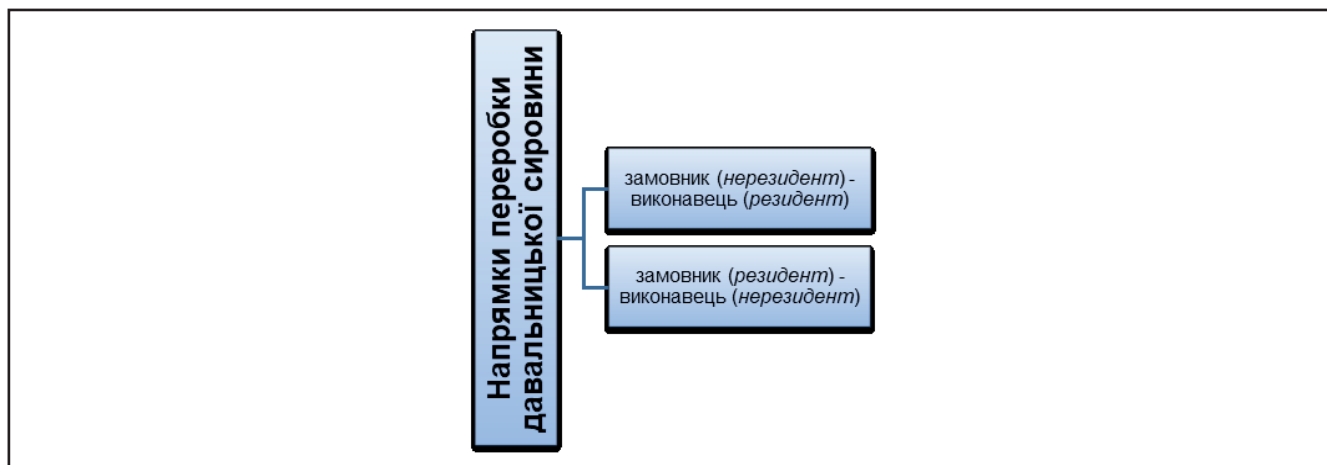 Напрямки переробки
давальницької сировини
замовник (нерезидент) -
виконавець (резидент)
замовник (резидент) -
виконавець (нерезидент)